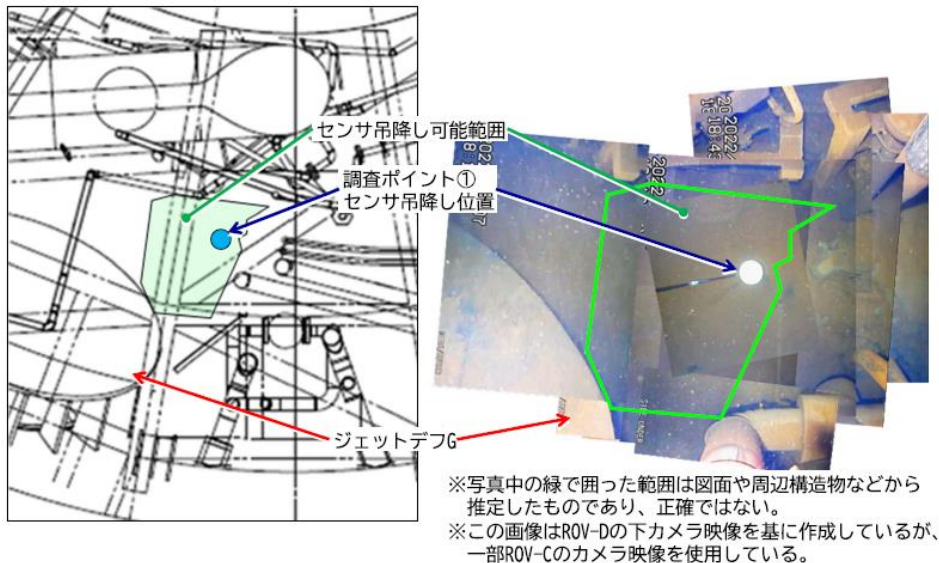 センサ吊降し可能範囲
調査ポイント①
センサ吊降し位置
ジェットデフG
※写真中の緑で囲った範囲は図面や周辺構造物などから
推定したものであり、正確ではない。
※この画像はROV-Dの下カメラ映像を基に作成しているが、
一部ROV-Cのカメラ映像を使用している。